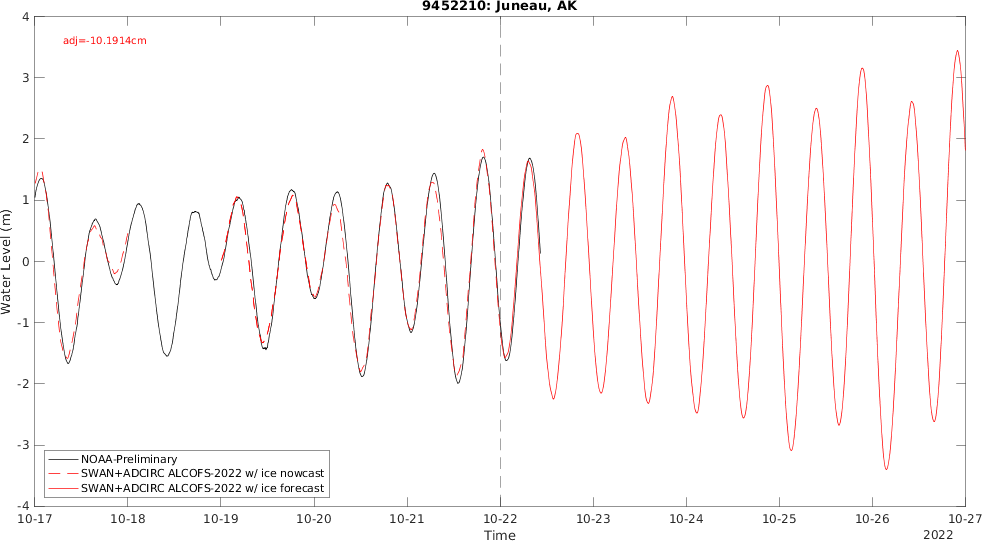 9452210: Juneau, AK
adj=-10.1914cm
4
3
2
1
0
-1
-2
-3
-4
Water Level (m)
NOAA-Preliminary
SWAN+ADCIRC ALCOFS-2022 w/ ice nowcast
SWAN+ADCIRC ALCOFS-2022 w/ ice forecast
10-17 10-18 10-19 10-20 10-21 10-22 10-23 10-24 10-25 10-26 10-27
Time
2022